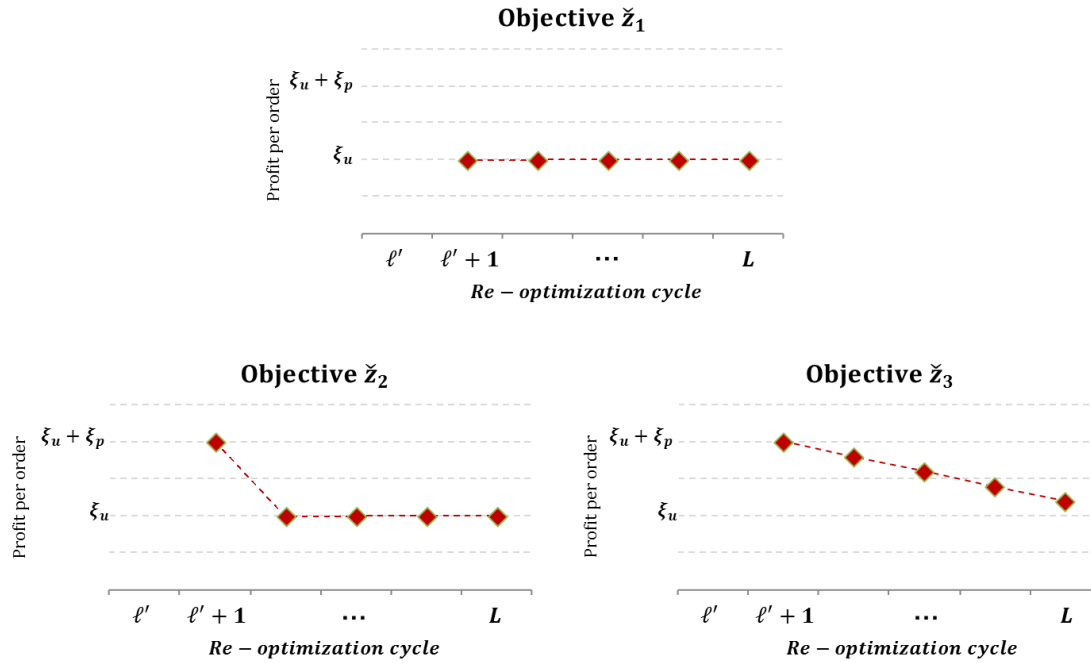 Objective ž₁
Profit per order
ξᵤ + ξₚ
ξᵤ
ℓ′
ℓ′ + 1
⋯
L
Re − optimization cycle
Objective ž₂
Profit per order
ξᵤ + ξₚ
ξᵤ
ℓ′
ℓ′ + 1
⋯
L
Re − optimization cycle
Objective ž₃
Profit per order
ξᵤ + ξₚ
ξᵤ
ℓ′
ℓ′ + 1
⋯
L
Re − optimization cycle